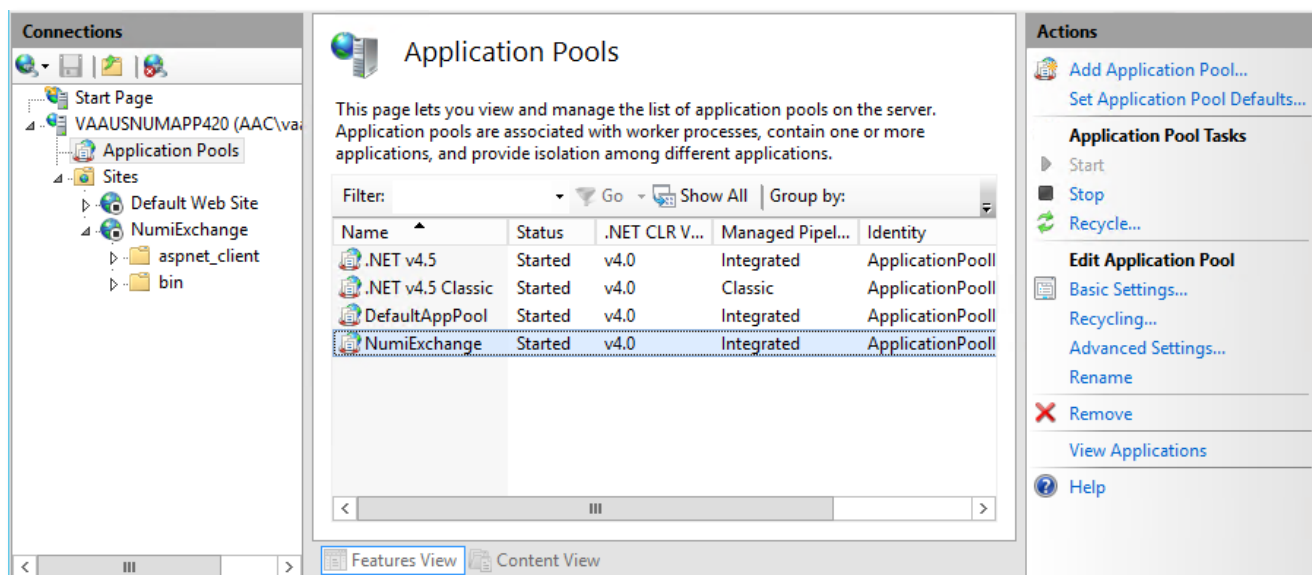 Connections
Start Page
VAAUSNUMAPP420 (AAC\vaa
Application Pools
Sites
Default Web Site
NumiExchange
aspnet_client
bin
Application Pools
This page lets you view and manage the list of application pools on the server.
Application pools are associated with worker processes, contain one or more
applications, and provide isolation among different applications.
Filter: Go Show All Group by:
Name Status .NET CLR V... Managed Pipel... Identity
.NET v4.5 Started v4.0 Integrated ApplicationPoolI
.NET v4.5 Classic Started v4.0 Classic ApplicationPoolI
DefaultAppPool Started v4.0 Integrated ApplicationPoolI
NumiExchange Started v4.0 Integrated ApplicationPoolI
Features View Content View
Actions
Add Application Pool...
Set Application Pool Defaults...
Application Pool Tasks
Start
Stop
Recycle...
Edit Application Pool
Basic Settings...
Recycling...
Advanced Settings...
Rename
Remove
View Applications
Help